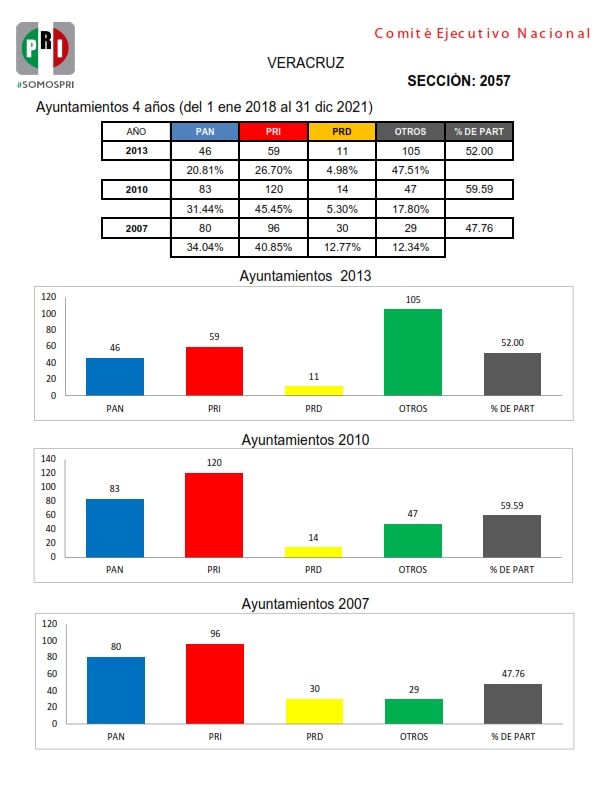 Comité Ejecutivo Nacional
PRI
#SOMOSPRI
VERACRUZ
SECCIÓN: 2057
Ayuntamientos 4 años (del 1 ene 2018 al 31 dic 2021)
AÑO PAN PRI PRD OTROS % DE PART
2013 46 59 11 105 52.00
20.81% 26.70% 4.98% 47.51%
2010 83 120 14 47 59.59
31.44% 45.45% 5.30% 17.80%
2007 80 96 30 29 47.76
34.04% 40.85% 12.77% 12.34%
Ayuntamientos 2013
120
100
80
60
40
20
0
46 59 11 105 52.00
PAN PRI PRD OTROS % DE PART
Ayuntamientos 2010
140
120
100
80
60
40
20
0
83 120 14 47 59.59
PAN PRI PRD OTROS % DE PART
Ayuntamientos 2007
120
100
80
60
40
20
0
80 96 30 29 47.76
PAN PRI PRD OTROS % DE PART